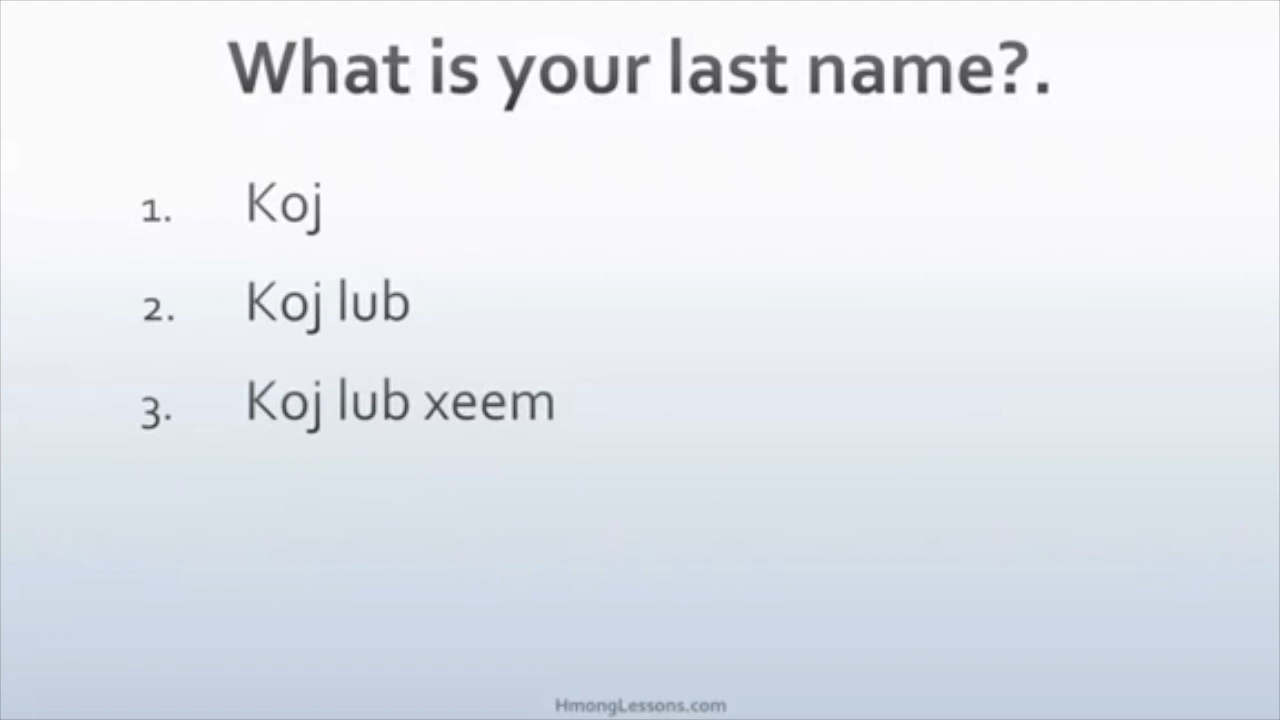 What is your last name?.
1. Koj
2. Koj lub
3. Koj lub xeem
HmongLessons.com